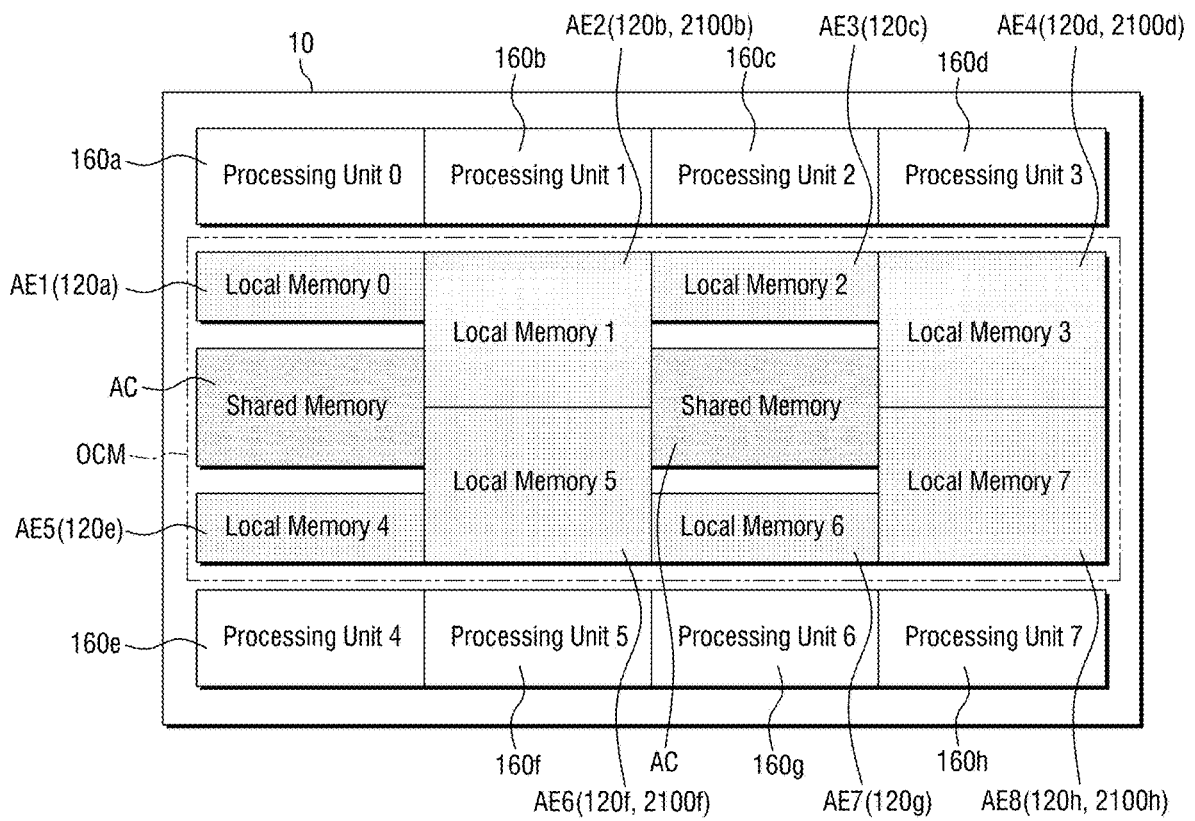 AE2(120b, 2100b)
AE3(120c)
AE4(120d, 2100d)
10
160b
160c
160d
160a
Processing Unit 0
Processing Unit 1
Processing Unit 2
Processing Unit 3
AE1(120a)
Local Memory 0
Local Memory 2
Local Memory 1
Local Memory 3
AC
Shared Memory
Shared Memory
OCM
Local Memory 5
Local Memory 7
AE5(120e)
Local Memory 4
Local Memory 6
160e
Processing Unit 4
Processing Unit 5
Processing Unit 6
Processing Unit 7
160f
AC
160g
160h
AE6(120f, 2100f)
AE7(120g)
AE8(120h, 2100h)